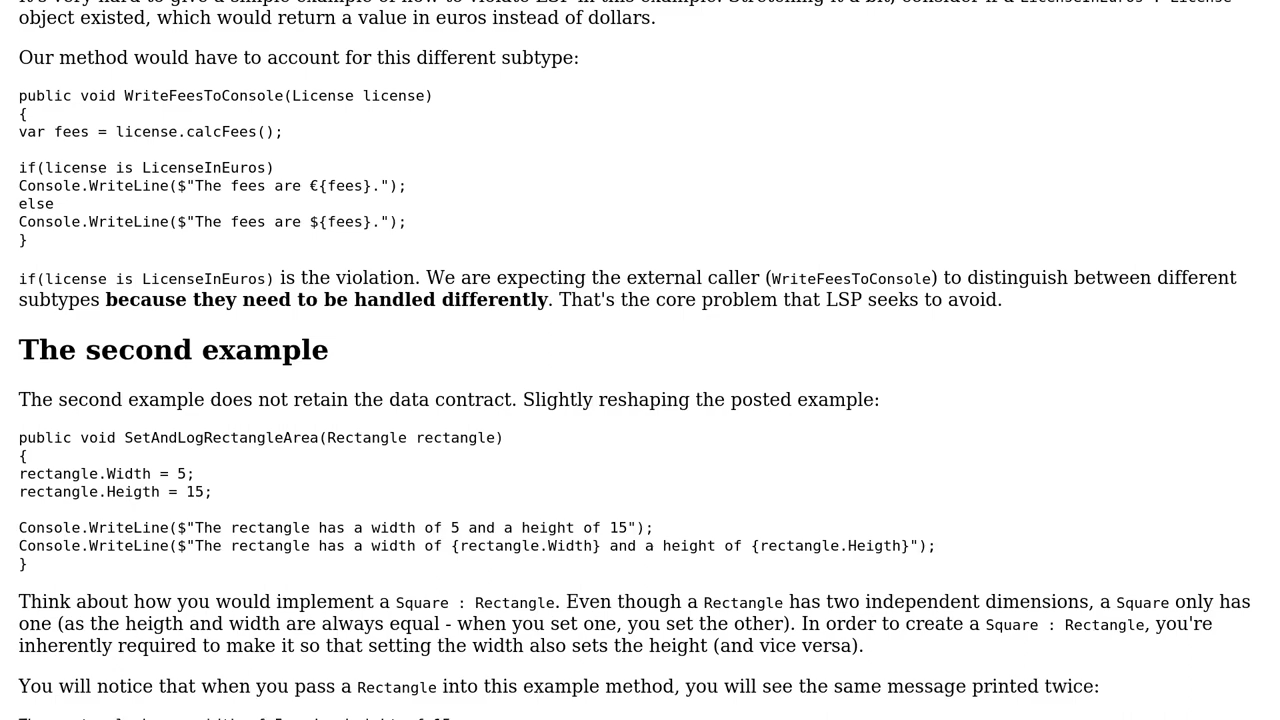 object existed, which would return a value in euros instead of dollars.
Our method would have to account for this different subtype:
public void WriteFeesToConsole(License license)
{
var fees = license.calcFees();
if(license is LicenseInEuros)
Console.WriteLine($"The fees are €{fees}.");
else
Console.WriteLine($"The fees are ${fees}.");
}
if(license is LicenseInEuros) is the violation. We are expecting the external caller (WriteFeesToConsole) to distinguish between different
subtypes because they need to be handled differently. That's the core problem that LSP seeks to avoid.
The second example
The second example does not retain the data contract. Slightly reshaping the posted example:
public void SetAndLogRectangleArea(Rectangle rectangle)
{
rectangle.Width = 5;
rectangle.Heigth = 15;
Console.WriteLine($"The rectangle has a width of 5 and a height of 15");
Console.WriteLine($"The rectangle has a width of {rectangle.Width} and a height of {rectangle.Heigth}");
}
Think about how you would implement a Square : Rectangle. Even though a Rectangle has two independent dimensions, a Square only has
one (as the heigth and width are always equal - when you set one, you set the other). In order to create a Square : Rectangle, you're
inherently required to make it so that setting the width also sets the height (and vice versa).
You will notice that when you pass a Rectangle into this example method, you will see the same message printed twice: